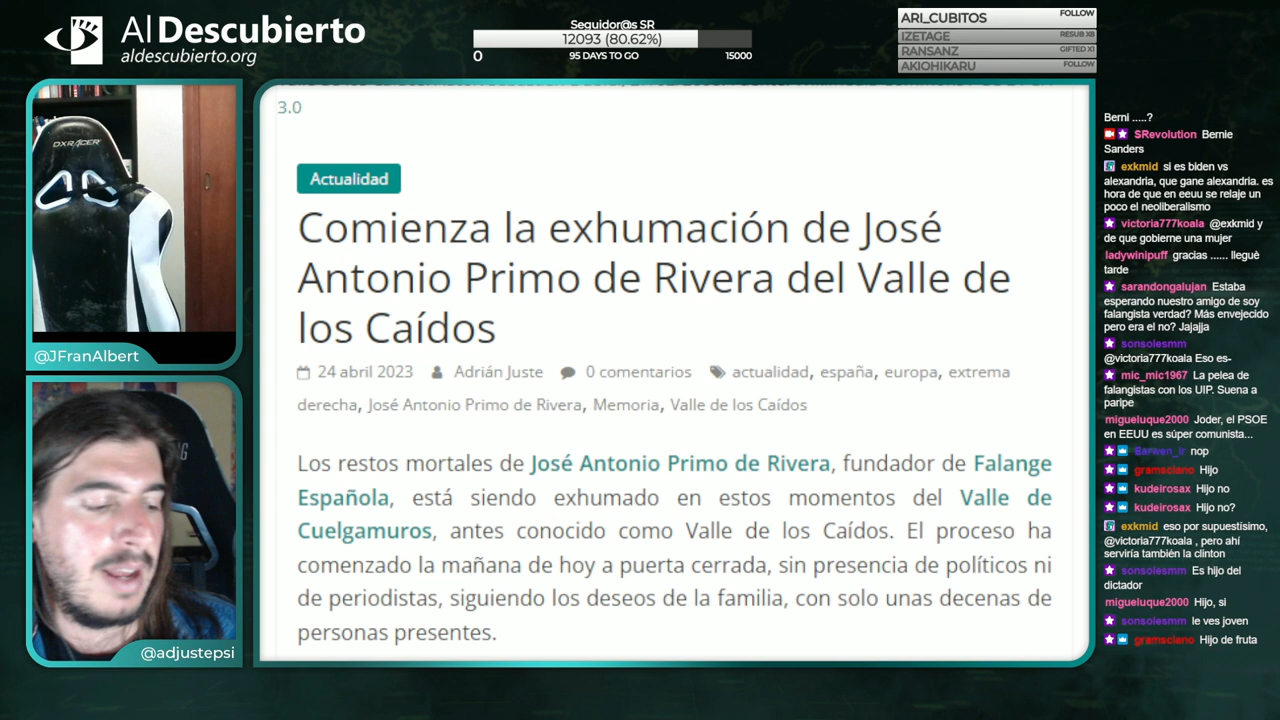 Al Descubierto
aldescubierto.org
Seguidor@s SR
12093 (80.62%)
0
95 DAYS TO GO
15000
ARI_CUBITOS FOLLOW
IZETAGE RESUB X8
RANSANZ GIFTED X1
AKIOHIKARU FOLLOW
DXRACER
@JFranAlbert
@adjustepsi
3.0
Actualidad
Comienza la exhumación de José
Antonio Primo de Rivera del Valle de
los Caídos
24 abril 2023 Adrián Juste 0 comentarios actualidad, españa, europa, extrema
derecha, José Antonio Primo de Rivera, Memoria, Valle de los Caídos
Los restos mortales de José Antonio Primo de Rivera, fundador de Falange
Española, está siendo exhumado en estos momentos del Valle de
Cuelgamuros, antes conocido como Valle de los Caídos. El proceso ha
comenzado la mañana de hoy a puerta cerrada, sin presencia de políticos ni
de periodistas, siguiendo los deseos de la familia, con solo unas decenas de
personas presentes.
Berni .....?
SRevolution Bernie
Sanders
exkmid si es biden vs
alexandria, que gane alexandria. es
hora de que en eeuu se relaje un
poco el neoliberalismo
victoria777koala @exkmid y
de que gobierne una mujer
ladywinipuff gracias ...... lleguè
tarde
sarandongalujan Estaba
esperando nuestro amigo de soy
falangista verdad? Más envejecido
pero era el no? Jajajja
sonsolesmm
@victoria777koala Eso es-
mic_mic1967 La pelea de
falangistas con los UIP. Suena a
paripe
migueluque2000 Joder, el PSOE
en EEUU es súper comunista...
Earwen_ir nop
gramsciano Hijo
kudeirosax Hijo no
kudeirosax Hijo no?
exkmid eso por supuestísimo,
@victoria777koala , pero ahí
serviría también la clinton
sonsolesmm Es hijo del
dictador
migueluque2000 Hijo, si
sonsolesmm le ves joven
gramsciano Hijo de fruta